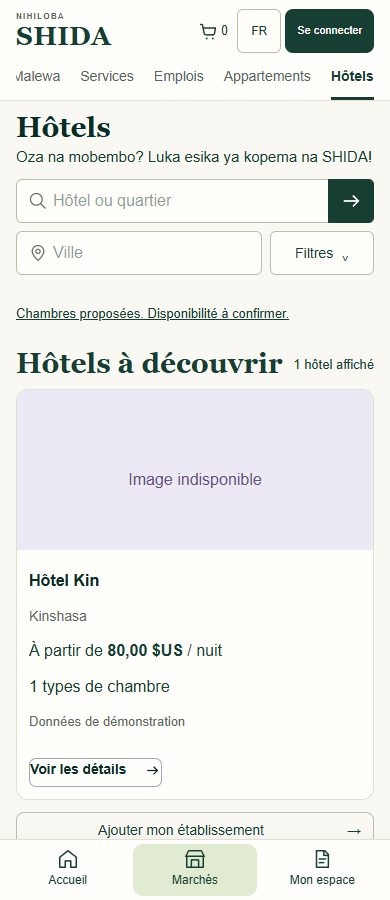 NIHILOBA
SHIDA
0
FR
Se connecter
Malewa
Services
Emplois
Appartements
Hôtels
Hôtels
Oza na mobembo? Luka esika ya kopema na SHIDA!
Hôtel ou quartier
Ville
Filtres
Chambres proposées. Disponibilité à confirmer.
Hôtels à découvrir
1 hôtel affiché
Image indisponible
Hôtel Kin
Kinshasa
À partir de 80,00 $US / nuit
1 types de chambre
Données de démonstration
Voir les détails →
Ajouter mon établissement →
Accueil
Marchés
Mon espace